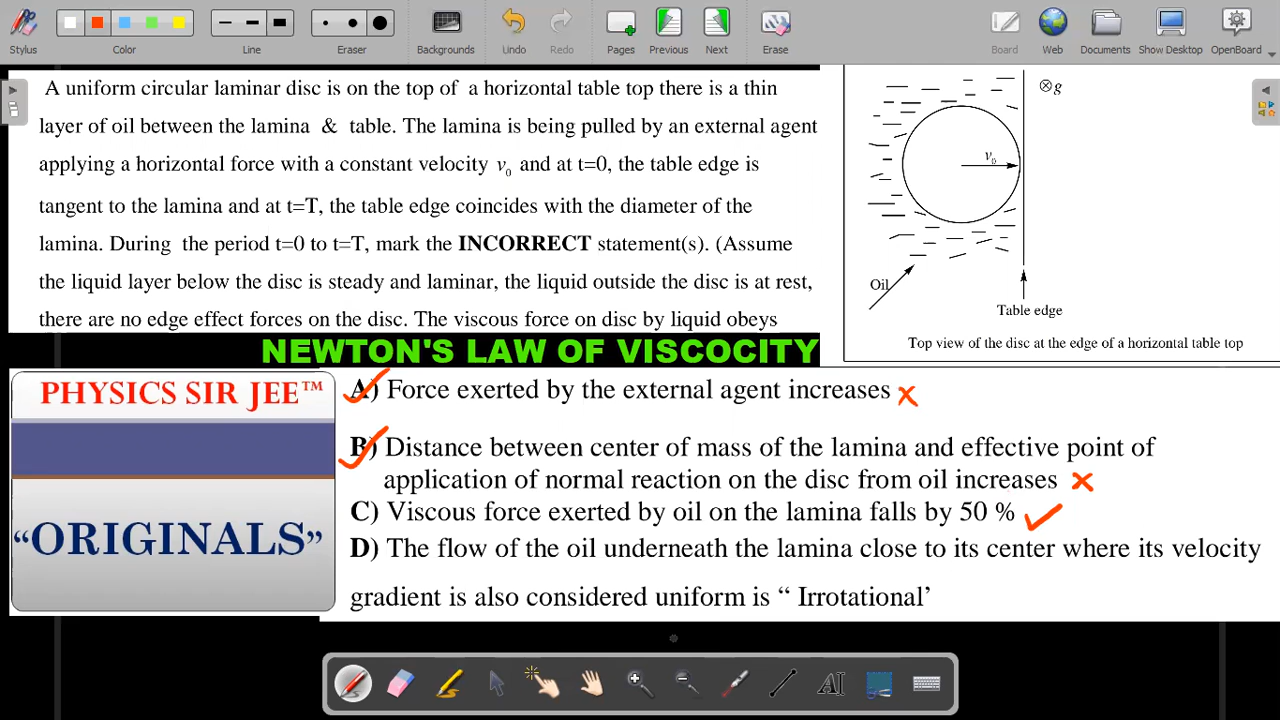 Stylus
Color
Line
Eraser
Backgrounds
Undo
Redo
Pages
Previous
Next
Erase
Board
Web
Documents
Show Desktop
OpenBoard
A uniform circular laminar disc is on the top of a horizontal table top there is a thin
layer of oil between the lamina & table. The lamina is being pulled by an external agent
applying a horizontal force with a constant velocity v₀ and at t=0, the table edge is
tangent to the lamina and at t=T, the table edge coincides with the diameter of the
lamina. During the period t=0 to t=T, mark the INCORRECT statement(s). (Assume
the liquid layer below the disc is steady and laminar, the liquid outside the disc is at rest,
there are no edge effect forces on the disc. The viscous force on disc by liquid obeys
NEWTON'S LAW OF VISCOCITY
⊗g
v₀
Oil
Table edge
Top view of the disc at the edge of a horizontal table top
PHYSICS SIR JEE™
“ORIGINALS”
A) Force exerted by the external agent increases
B) Distance between center of mass of the lamina and effective point of
application of normal reaction on the disc from oil increases
C) Viscous force exerted by oil on the lamina falls by 50 %
D) The flow of the oil underneath the lamina close to its center where its velocity
gradient is also considered uniform is “ Irrotational’